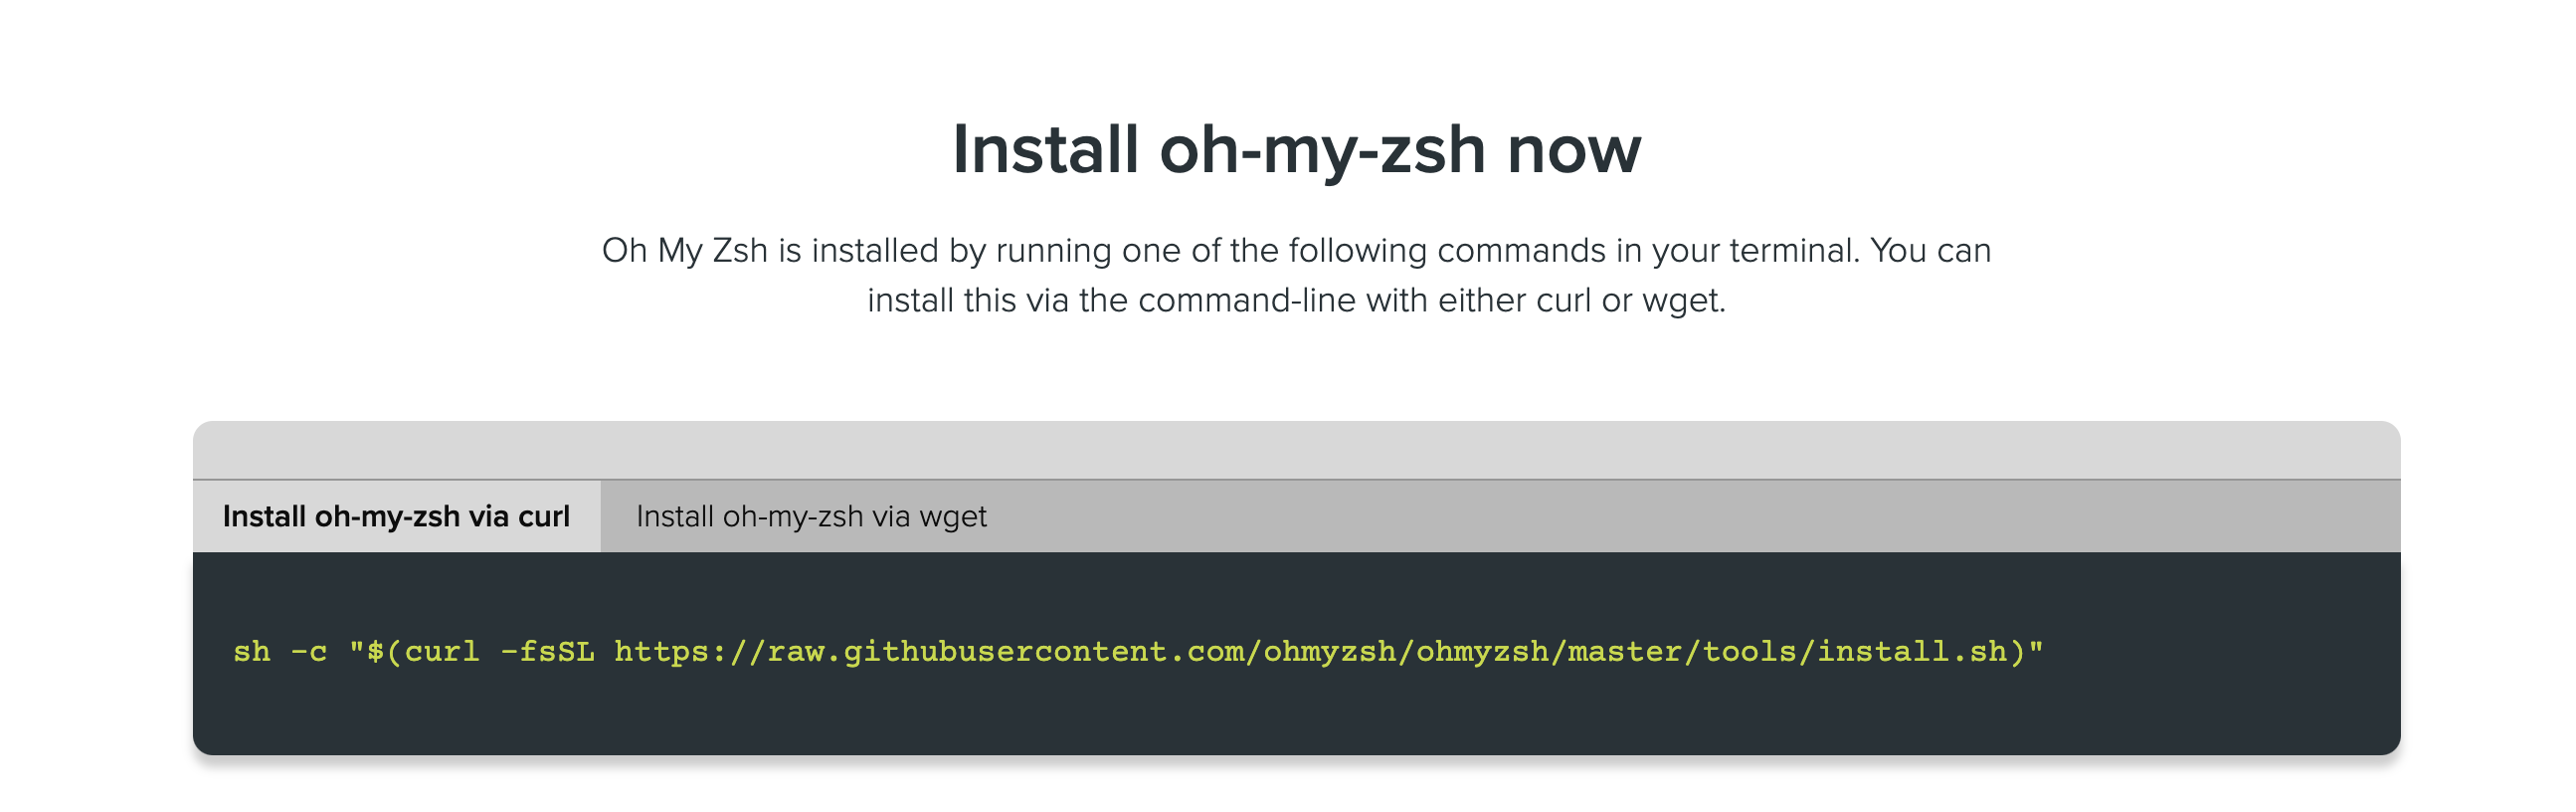 Install oh-my-zsh now
Oh My Zsh is installed by running one of the following commands in your terminal. You can
install this via the command-line with either curl or wget.
Install oh-my-zsh via curl
Install oh-my-zsh via wget
sh -c "$(curl -fsSL https://raw.githubusercontent.com/ohmyzsh/ohmyzsh/master/tools/install.sh)"